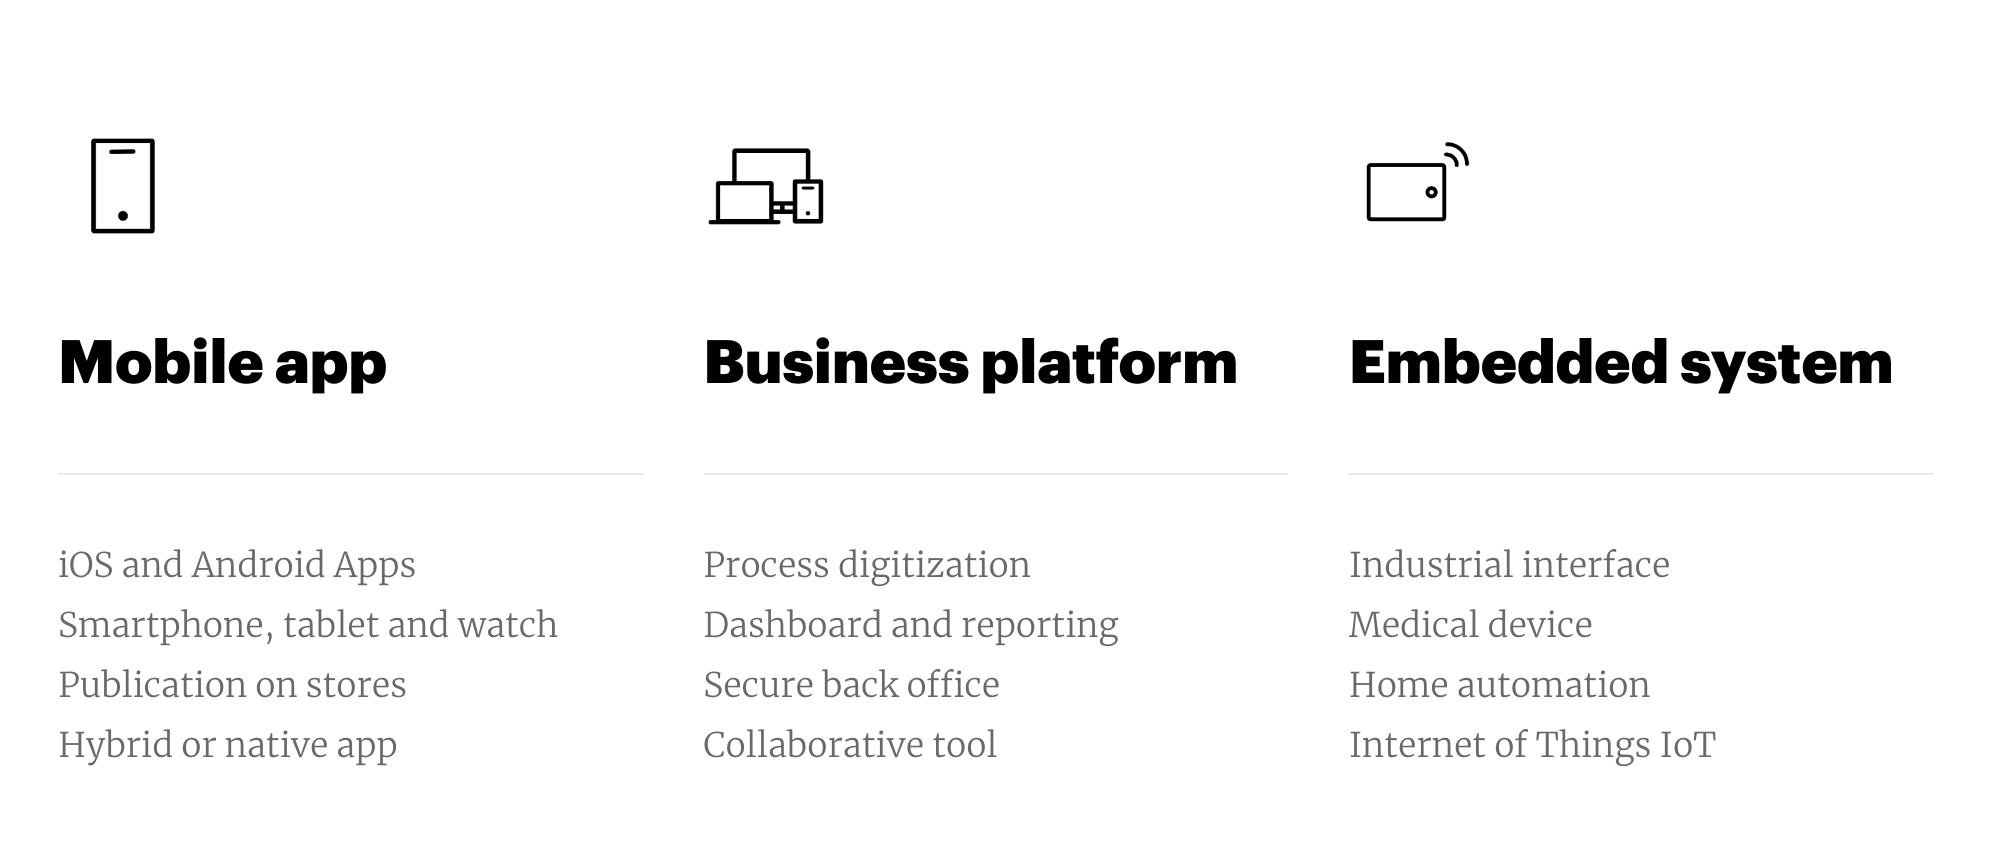 Mobile app
iOS and Android Apps
Smartphone, tablet and watch
Publication on stores
Hybrid or native app
Business platform
Process digitization
Dashboard and reporting
Secure back office
Collaborative tool
Embedded system
Industrial interface
Medical device
Home automation
Internet of Things IoT